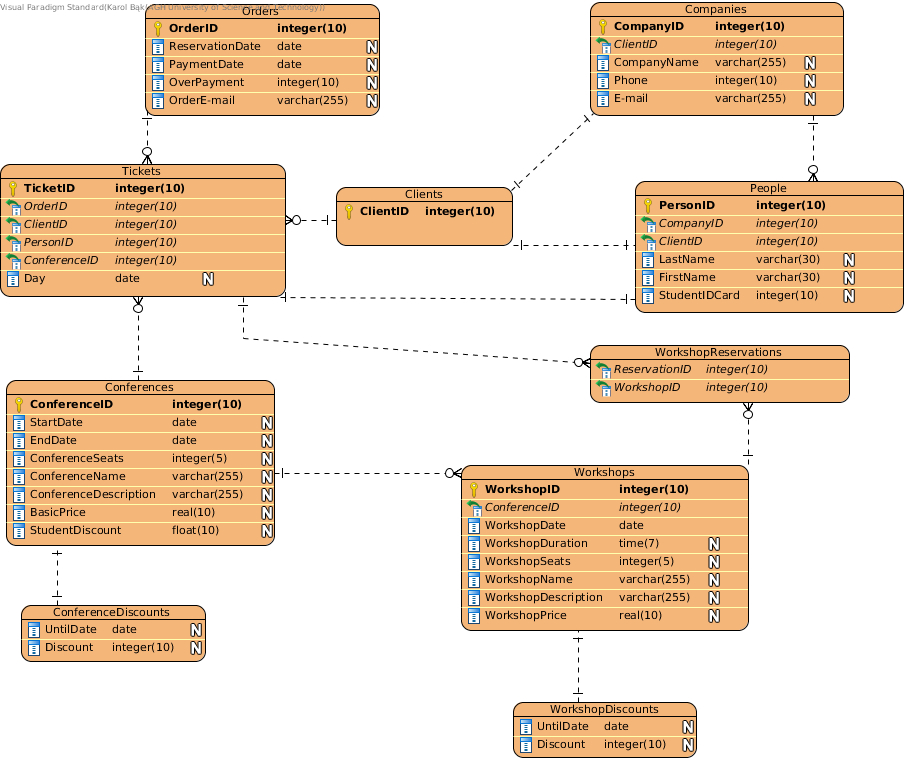 Visual Paradigm Standard(Karol Bąk(AGH University of Science and Technology))
Orders
OrderID integer(10)
ReservationDate date N
PaymentDate date N
OverPayment integer(10) N
OrderE-mail varchar(255) N
Companies
CompanyID integer(10)
ClientID integer(10)
CompanyName varchar(255) N
Phone integer(10) N
E-mail varchar(255) N
Tickets
TicketID integer(10)
OrderID integer(10)
ClientID integer(10)
PersonID integer(10)
ConferenceID integer(10)
Day date N
Clients
ClientID integer(10)
People
PersonID integer(10)
CompanyID integer(10)
ClientID integer(10)
LastName varchar(30) N
FirstName varchar(30) N
StudentIDCard integer(10) N
WorkshopReservations
ReservationID integer(10)
WorkshopID integer(10)
Conferences
ConferenceID integer(10)
StartDate date N
EndDate date N
ConferenceSeats integer(5) N
ConferenceName varchar(255) N
ConferenceDescription varchar(255) N
BasicPrice real(10) N
StudentDiscount float(10) N
Workshops
WorkshopID integer(10)
ConferenceID integer(10)
WorkshopDate date
WorkshopDuration time(7) N
WorkshopSeats integer(5) N
WorkshopName varchar(255) N
WorkshopDescription varchar(255) N
WorkshopPrice real(10) N
ConferenceDiscounts
UntilDate date N
Discount integer(10) N
WorkshopDiscounts
UntilDate date N
Discount integer(10) N